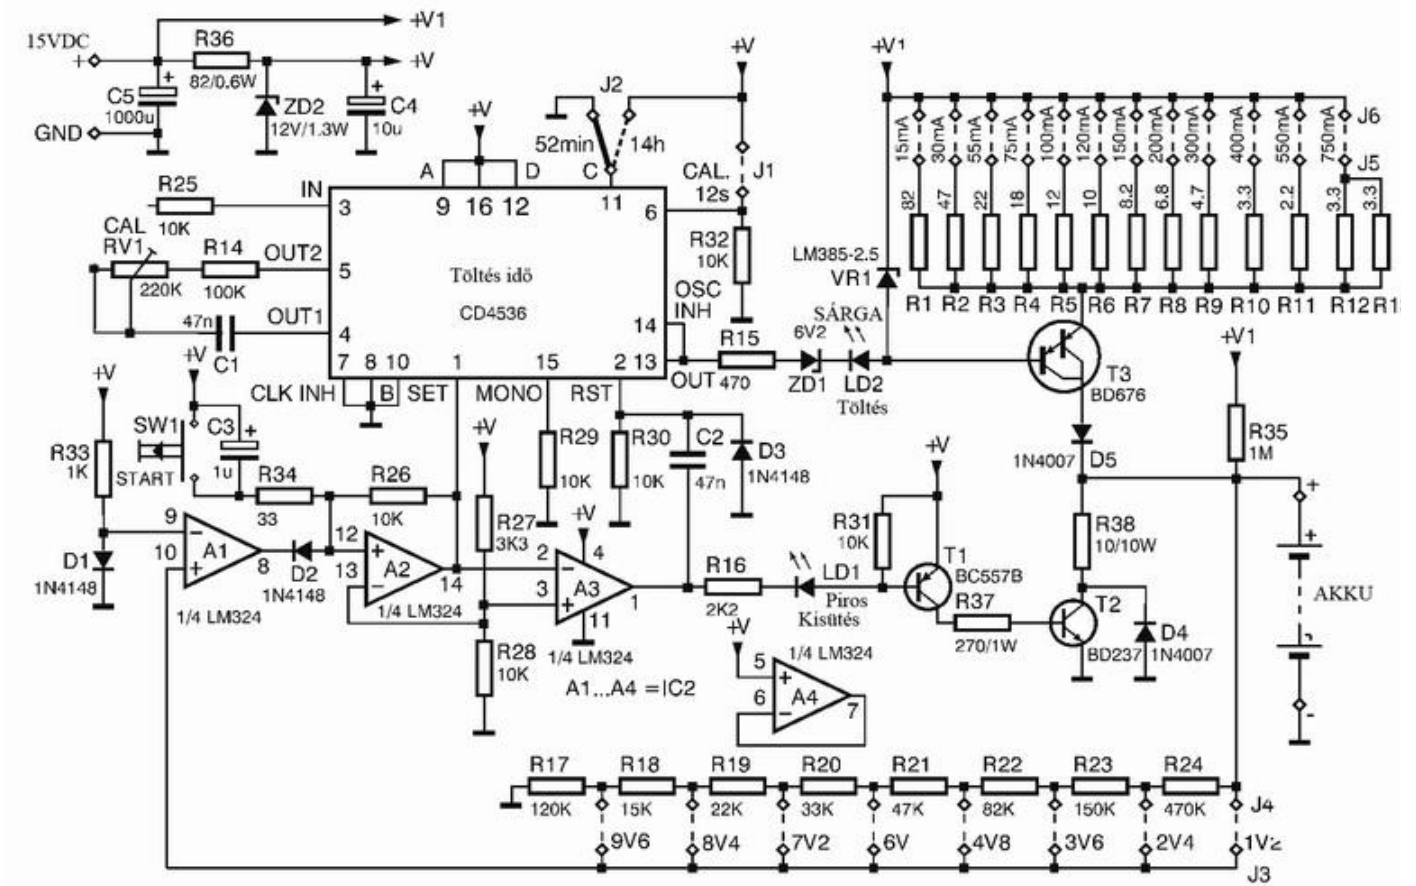 +V1
15VDC
+
R36
82/0.6W
+V
C5
1000u
+
ZD2
12V/1.3W
+
C4
10u
GND
+V
J2
52min
14h
+V
J1
CAL.
12s
A
D
C
IN
3
9
16
12
11
6
R25
10K
CAL
RV1
220K
R14
100K
OUT2
5
47n
C1
OUT1
4
Töltés idő
CD4536
R32
10K
OSC
INH
14
13
7
8
10
1
15
2
CLK INH
B
SET
MONO
RST
OUT
R15
470
6V2
ZD1
SÁRGA
LD2
Töltés
LM385-2.5
VR1
+V1
15mA
30mA
55mA
75mA
100mA
120mA
150mA
200mA
300mA
400mA
550mA
750mA
J6
J5
82
47
22
18
12
10
8.2
6.8
4.7
3.3
2.2
3.3
3.3
R1
R2
R3
R4
R5
R6
R7
R8
R9
R10
R11
R12
T3
BD676
+V1
R35
1M
1N4007
D5
+V
+V
SW1
START
C3
+
1u
R33
1K
R34
33
R26
10K
+V
R27
3K3
R29
10K
R30
10K
C2
47n
D3
1N4148
9
−
10
+
A1
8
D1
1N4148
D2
1N4148
1/4 LM324
12
+
13
−
A2
14
1/4 LM324
+V
2
−
4
3
+
A3
1
11
1/4 LM324
R28
10K
A1...A4 =IC2
R16
2K2
LD1
Piros
Kisütés
+V
R31
10K
T1
BC557B
R37
270/1W
R38
10/10W
T2
BD237
D4
1N4007
+
+
AKKU
-
+V
1/4 LM324
5
+
6
−
A4
7
R17
R18
R19
R20
R21
R22
R23
R24
120K
15K
22K
33K
47K
82K
150K
470K
J4
9V6
8V4
7V2
6V
4V8
3V6
2V4
J3